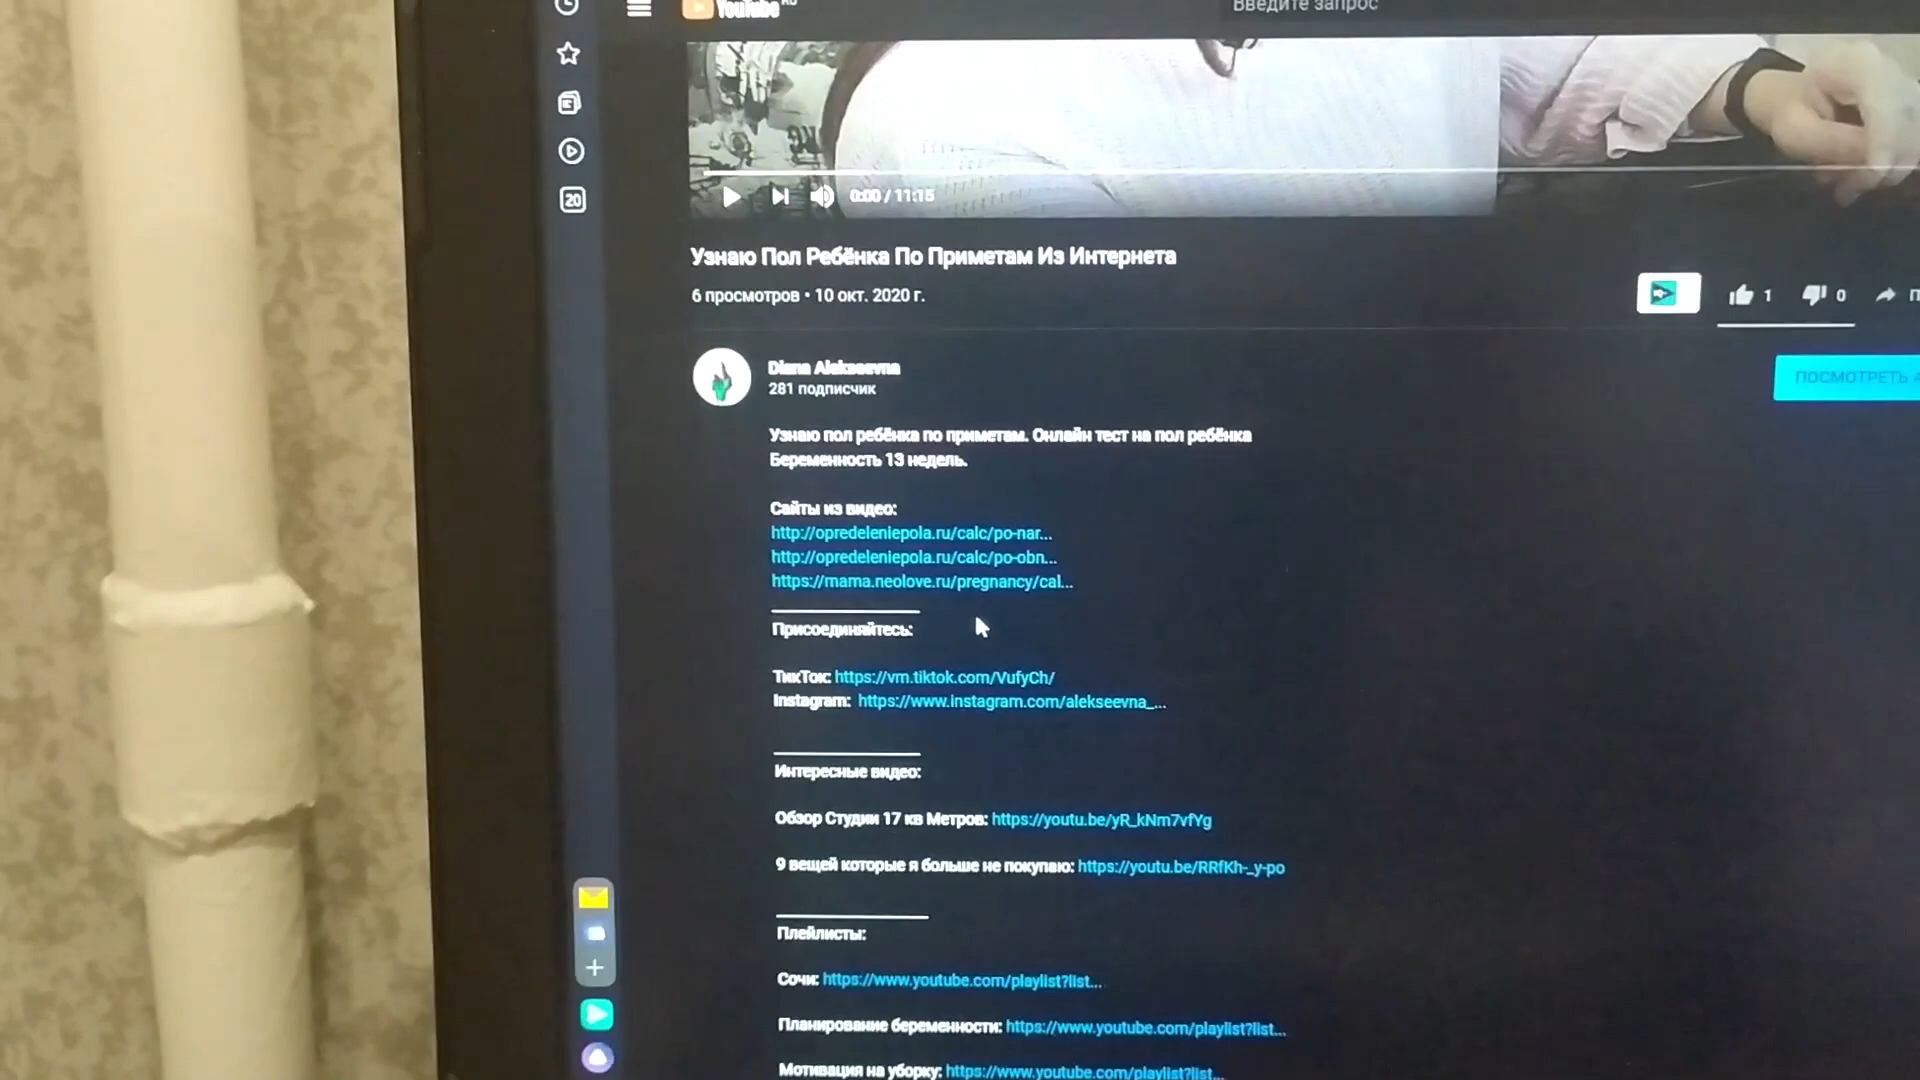 YouTube RU
Введите запрос
20
0:00 / 11:15
Узнаю Пол Ребёнка По Приметам Из Интернета
6 просмотров • 10 окт. 2020 г.
1
0
П
Diana Alekseevna
281 подписчик
ПОСМОТРЕТЬ А
Узнаю пол ребёнка по приметам. Онлайн тест на пол ребёнка
Беременность 13 недель.
Сайты из видео:
http://opredeleniepola.ru/calc/po-nar...
http://opredeleniepola.ru/calc/po-obn...
https://mama.neolove.ru/pregnancy/cal...
Присоединяйтесь:
ТикТок: https://vm.tiktok.com/VufyCh/
Instagram: https://www.instagram.com/alekseevna_...
Интересные видео:
Обзор Студии 17 кв Метров: https://youtu.be/yR_kNm7vfYg
9 вещей которые я больше не покупаю: https://youtu.be/RRfKh-_y-po
Плейлисты:
Сочи: https://www.youtube.com/playlist?list...
Планирование беременности: https://www.youtube.com/playlist?list...
Мотивация на уборку: https://www.youtube.com/playlist?list...